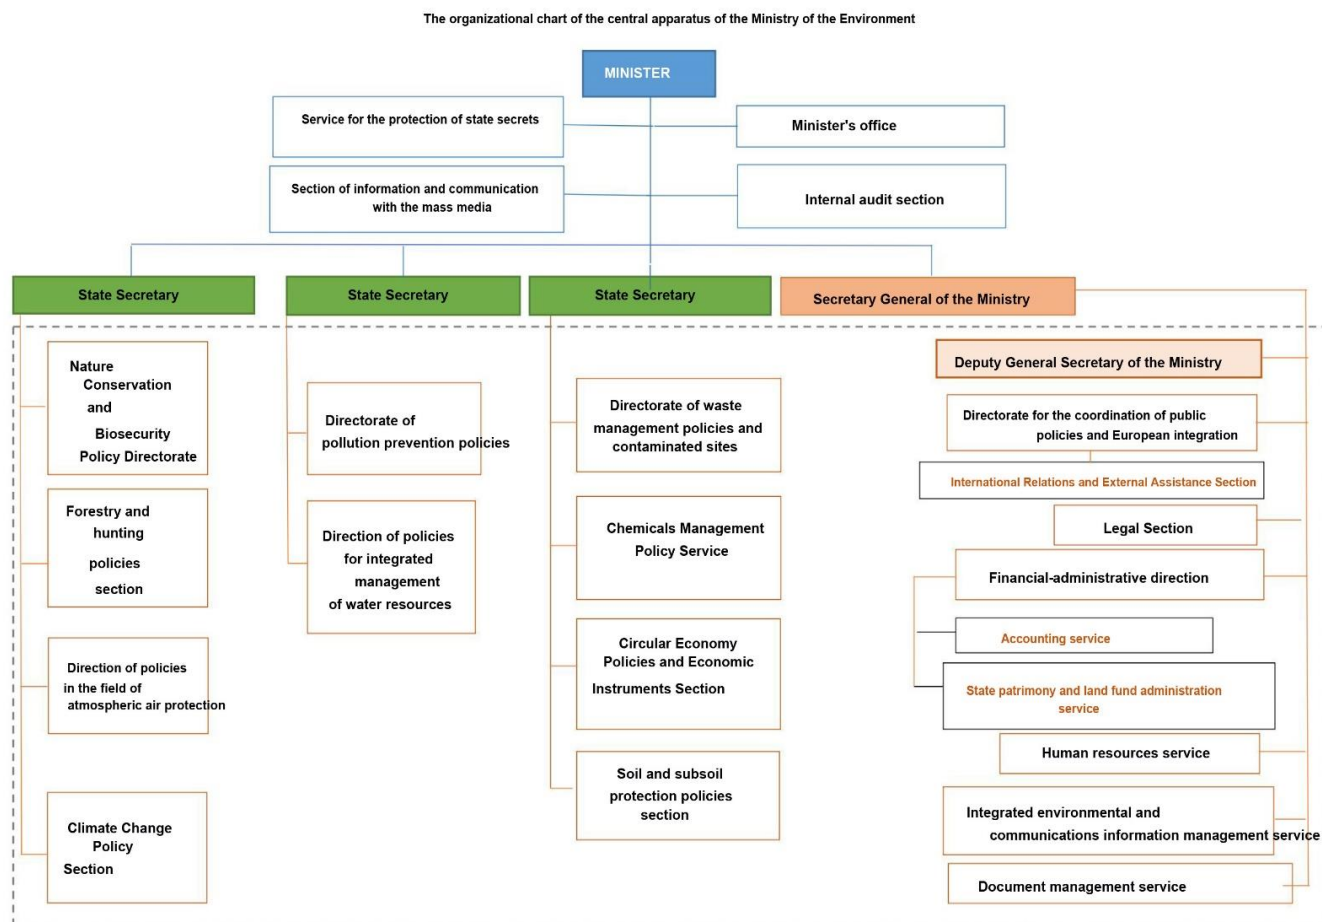 The organizational chart of the central apparatus of the Ministry of the Environment
MINISTER
Service for the protection of state secrets
Minister's office
Section of information and communication
with the mass media
Internal audit section
State Secretary
State Secretary
State Secretary
Secretary General of the Ministry
Nature
Conservation
and
Biosecurity
Policy Directorate
Forestry and
hunting
policies
section
Direction of policies
in the field of
atmospheric air protection
Climate Change
Policy
Section
Directorate of
pollution prevention policies
Direction of policies
for integrated
management
of water resources
Directorate of waste
management policies and
contaminated sites
Chemicals Management
Policy Service
Circular Economy
Policies and Economic
Instruments Section
Soil and subsoil
protection policies
section
Deputy General Secretary of the Ministry
Directorate for the coordination of public
policies and European integration
International Relations and External Assistance Section
Legal Section
Financial-administrative direction
Accounting service
State patrimony and land fund administration
service
Human resources service
Integrated environmental and
communications information management service
Document management service